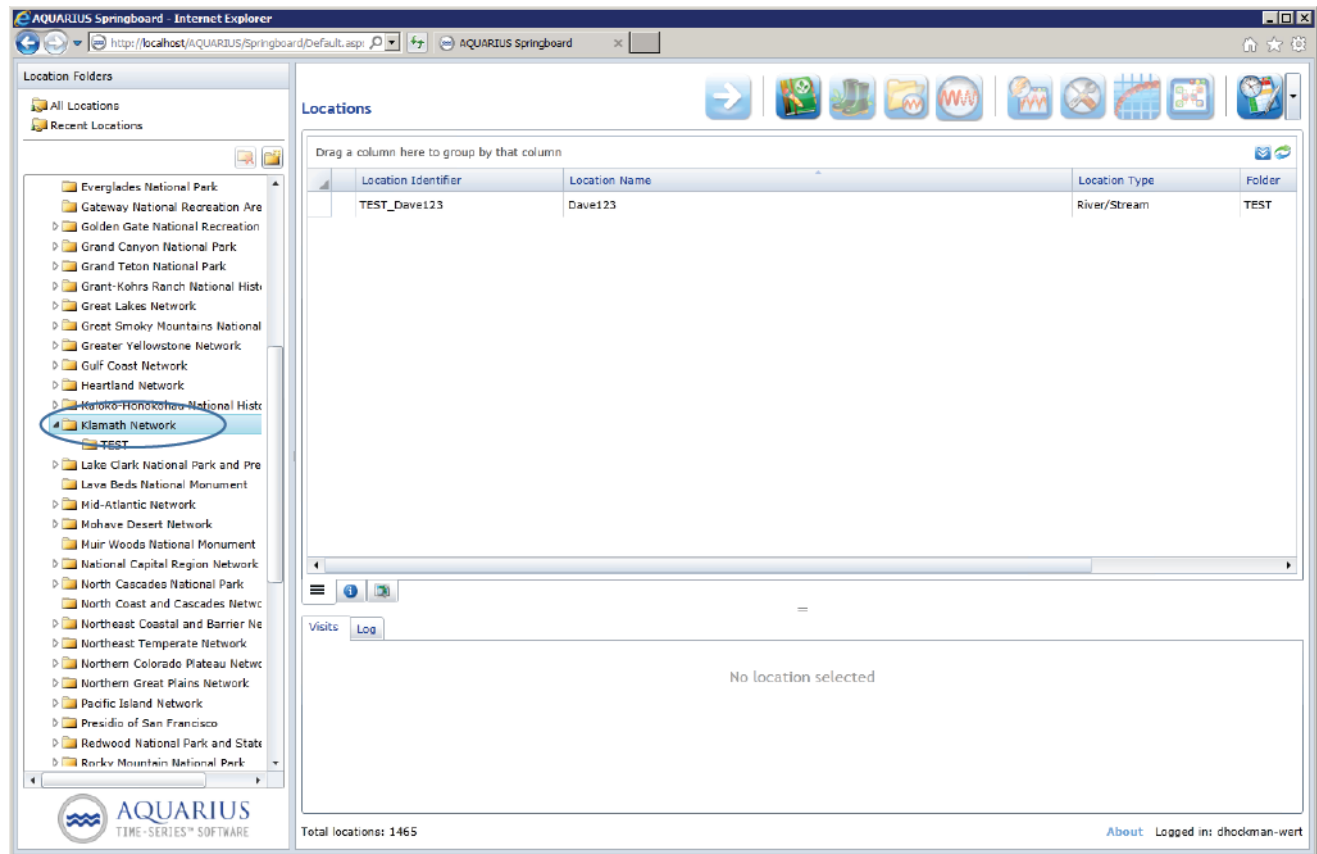 AQUARIUS Springboard - Internet Explorer
http://localhost/AQUARIUS/Springboard/Default.asp:
AQUARIUS Springboard
Location Folders
All Locations
Recent Locations
Everglades National Park
Gateway National Recreation Are
Golden Gate National Recreation
Grand Canyon National Park
Grand Teton National Park
Grant-Kohrs Ranch National Hist
Great Lakes Network
Great Smoky Mountains National
Greater Yellowstone Network
Gulf Coast Network
Heartland Network
Kaloko-Honokohau National Histo
Klamath Network
TEST
Lake Clark National Park and Pre
Lava Beds National Monument
Mid-Atlantic Network
Mohave Desert Network
Muir Woods National Monument
National Capital Region Network
North Cascades National Park
North Coast and Cascades Netwo
Northeast Coastal and Barrier Ne
Northeast Temperate Network
Northern Colorado Plateau Netwo
Northern Great Plains Network
Pacific Island Network
Presidio of San Francisco
Redwood National Park and State
Rocky Mountain National Park
AQUARIUS
TIME-SERIES™ SOFTWARE
Locations
Drag a column here to group by that column
Location Identifier Location Name Location Type Folder
TEST_Dave123 Dave123 River/Stream TEST
Visits Log
No location selected
Total locations: 1465 About Logged in: dhockman-wert